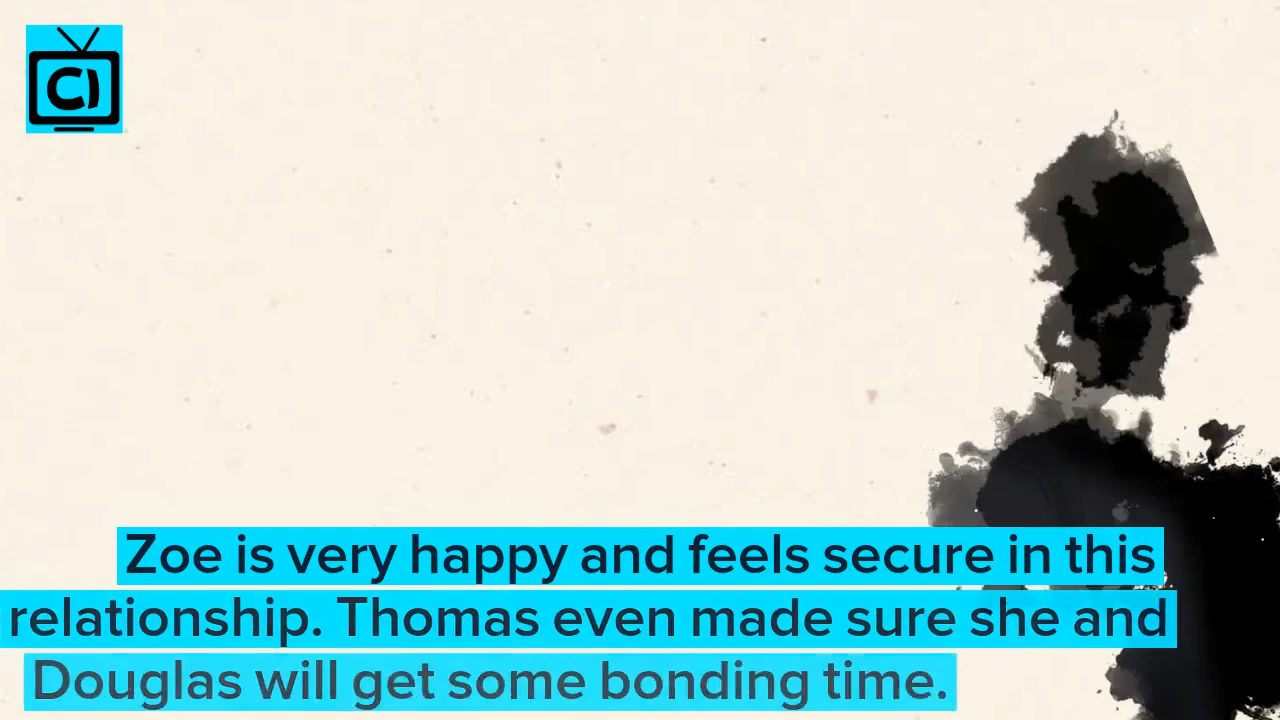 CI
Zoe is very happy and feels secure in this
relationship. Thomas even made sure she and
Douglas will get some bonding time.